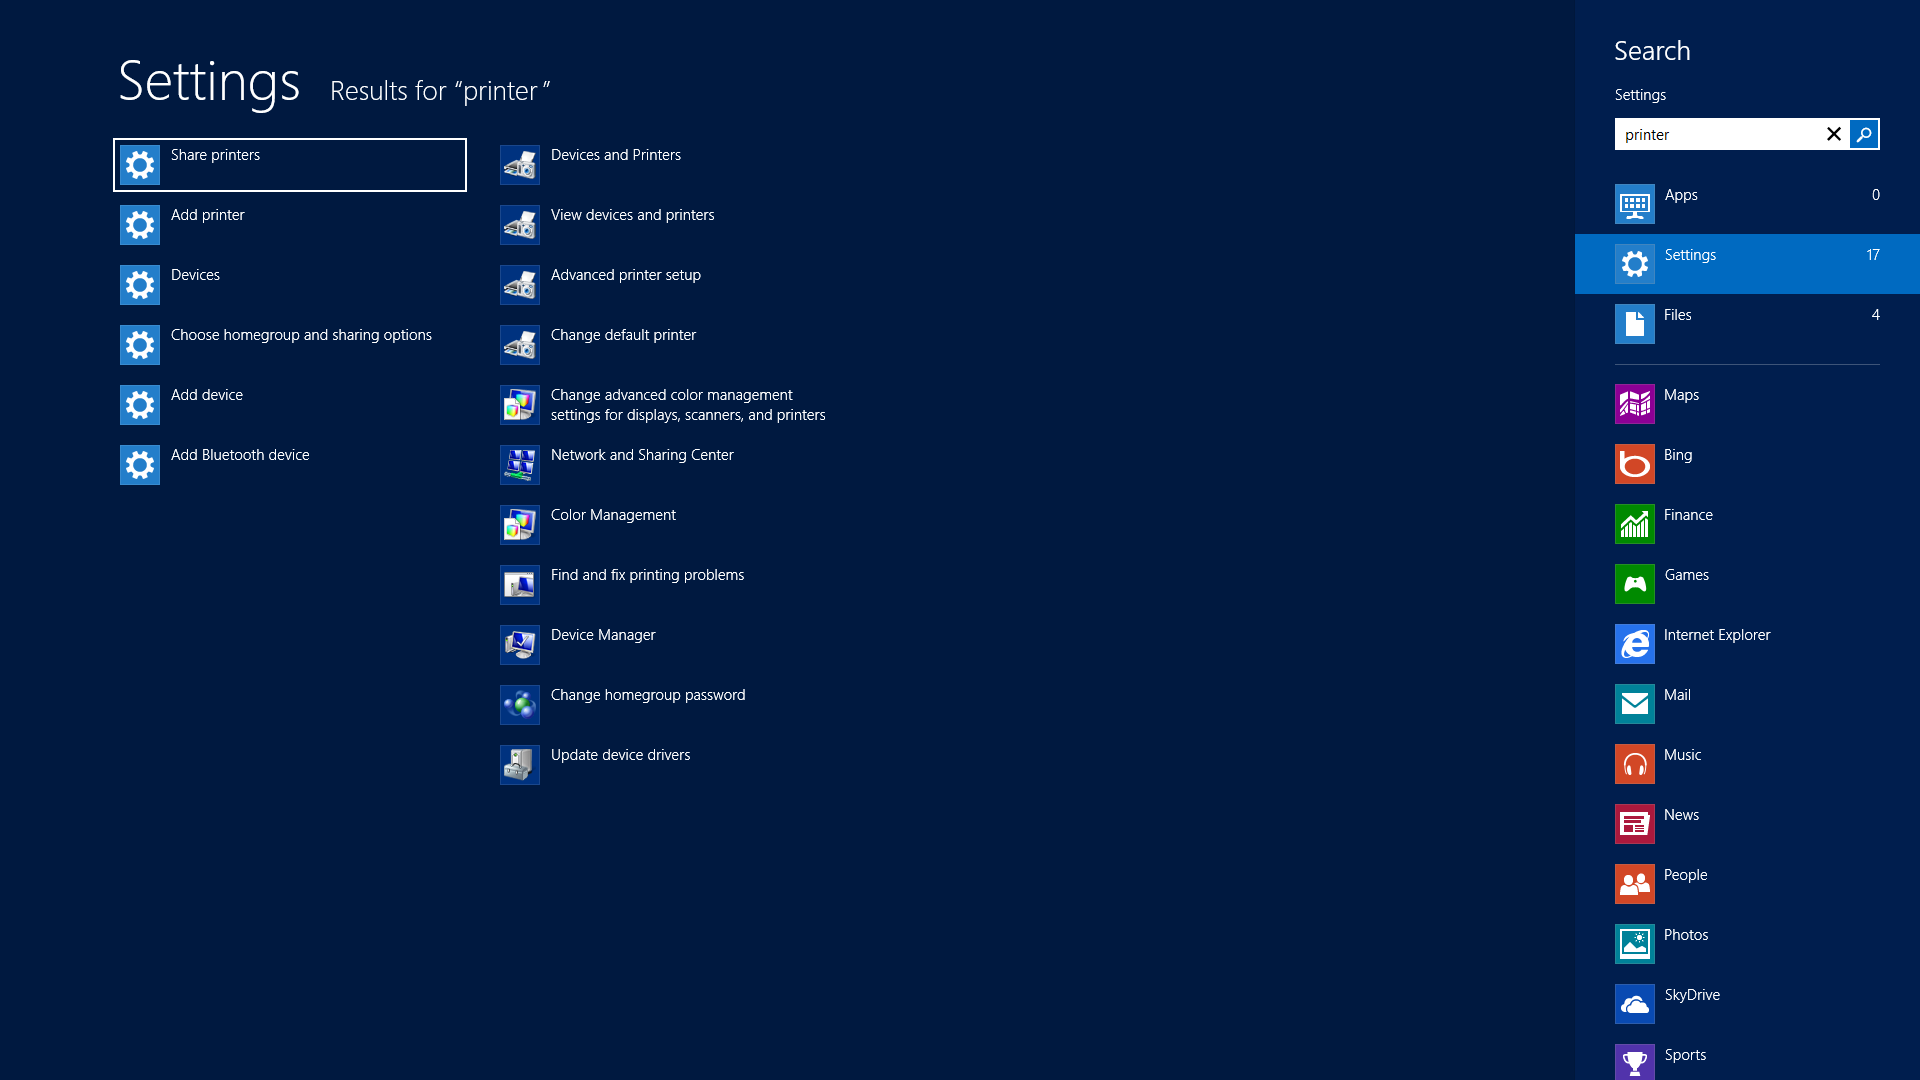 Settings Results for “printer”
Share printers
Add printer
Devices
Choose homegroup and sharing options
Add device
Add Bluetooth device
Devices and Printers
View devices and printers
Advanced printer setup
Change default printer
Change advanced color management
settings for displays, scanners, and printers
Network and Sharing Center
Color Management
Find and fix printing problems
Device Manager
Change homegroup password
Update device drivers
Search
Settings
printer
Apps 0
Settings 17
Files 4
Maps
Bing
Finance
Games
Internet Explorer
Mail
Music
News
People
Photos
SkyDrive
Sports